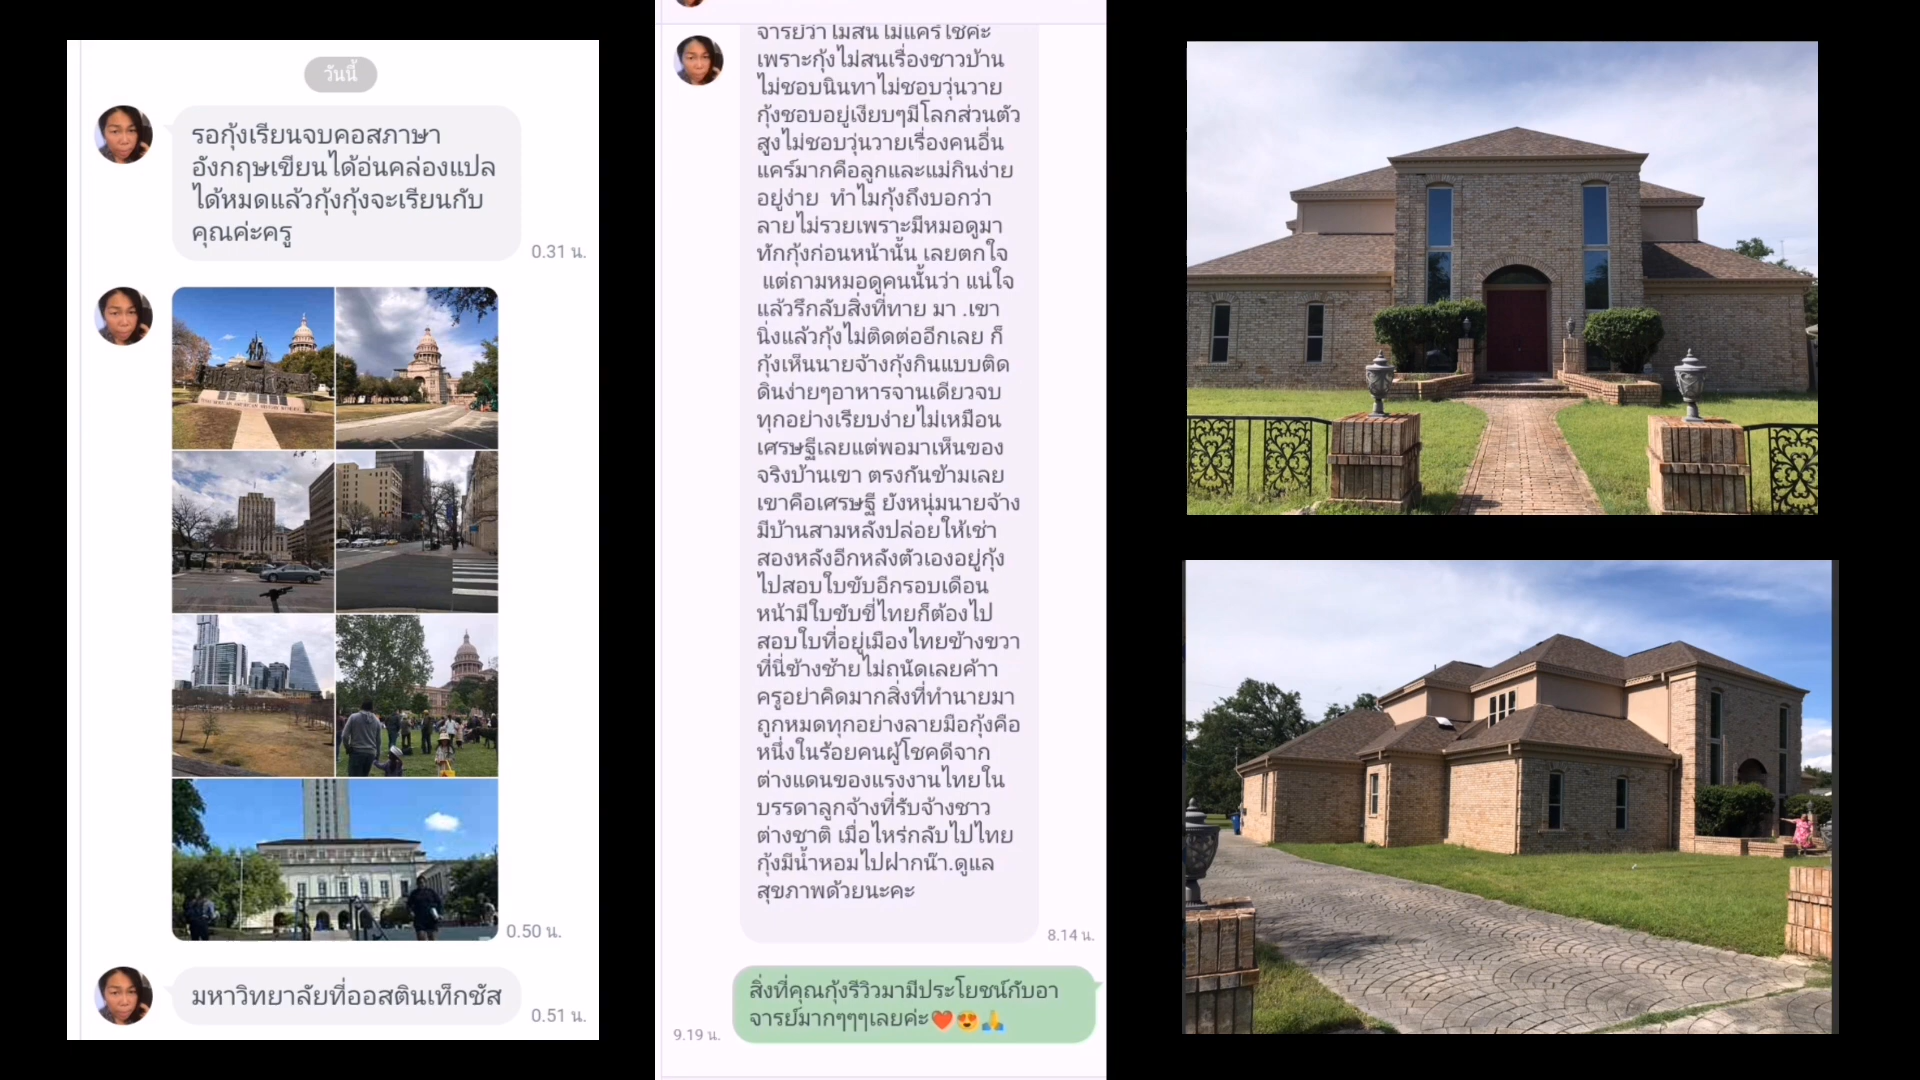 วันนี้
รอกุ้งเรียนจบคอสภาษา
อังกฤษเขียนได้อ่นคล่องแปล
ได้หมดแล้วกุ้งกุ้งจะเรียนกับ
คุณค่ะครู
0.31 น.
0.50 น.
มหาวิทยาลัยที่ออสตินเท็กซัส
0.51 น.
จารย์ว่าไม่สนไม่แคร์ใช่ค่ะ
เพราะกุ้งไม่สนเรื่องชาวบ้าน
ไม่ชอบนินทาไม่ชอบวุ่นวาย
กุ้งชอบอยู่เงียบๆมีโลกส่วนตัว
สูงไม่ชอบวุ่นวายเรื่องคนอื่น
แคร์มากคือลูกและแม่กินง่าย
อยู่ง่าย ทำไมกุ้งถึงบอกว่า
ลายไม่รวยเพราะมีหมอดูมา
ทักกุ้งก่อนหน้านั้น เลยตกใจ
แต่ถามหมอดูคนนั้นว่า แน่ใจ
แล้วรึกลับสิ่งที่ทาย มา .เขา
นิ่งแล้วกุ้งไม่ติดต่ออีกเลย ก็
กุ้งเห็นนายจ้างกุ้งกินแบบติด
ดินง่ายๆอาหารจานเดียวจบ
ทุกอย่างเรียบง่ายไม่เหมือน
เศรษฐีเลยแต่พอมาเห็นของ
จริงบ้านเขา ตรงกันข้ามเลย
เขาคือเศรษฐี ยังหนุ่มนายจ้าง
มีบ้านสามหลังปล่อยให้เช่า
สองหลังอีกหลังตัวเองอยู่กุ้ง
ไปสอบใบขับอีกรอบเดือน
หน้ามีใบขับขี่ไทยก็ต้องไป
สอบใบที่อยู่เมืองไทยข้างขวา
ที่นี่ข้างซ้ายไม่ถนัดเลยค้าา
ครูอย่าคิดมากสิ่งที่ทำนายมา
ถูกหมดทุกอย่างลายมือกุ้งคือ
หนึ่งในร้อยคนผู้โชคดีจาก
ต่างแดนของแรงงานไทยใน
บรรดาลูกจ้างที่รับจ้างชาว
ต่างชาติ เมื่อไหร่กลับไปไทย
กุ้งมีน้ำหอมไปฝากน๊า.ดูแล
สุขภาพด้วยนะคะ
8.14 น.
สิ่งที่คุณกุ้งรีวิวมามีประโยชน์กับอา
จารย์มากๆๆๆเลยค่ะ❤️😍🙏
9.19 น.